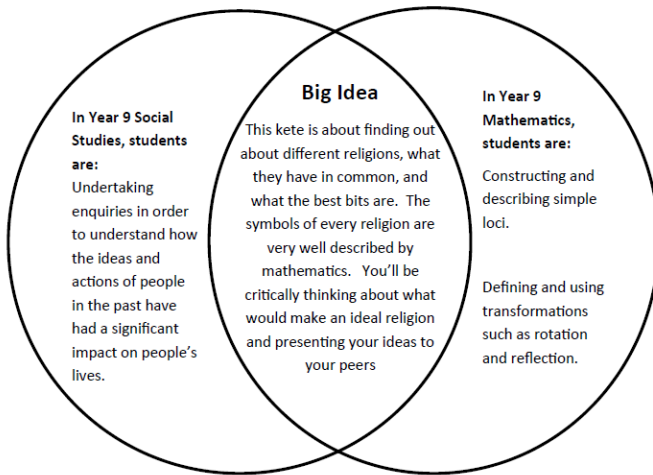 In Year 9 Social
Studies, students
are:
Undertaking
enquiries in order
to understand how
the ideas and
actions of people
in the past have
had a significant
impact on people's
lives.
Big Idea
This kete is about finding out
about different religions, what
they have in common, and
what the best bits are. The
symbols of every religion are
very well described by
mathematics. You'll be
critically thinking about what
would make an ideal religion
and presenting your ideas to
your peers
In Year 9
Mathematics,
students are:
Constructing and
describing simple
loci.
Defining and using
transformations
such as rotation
and reflection.